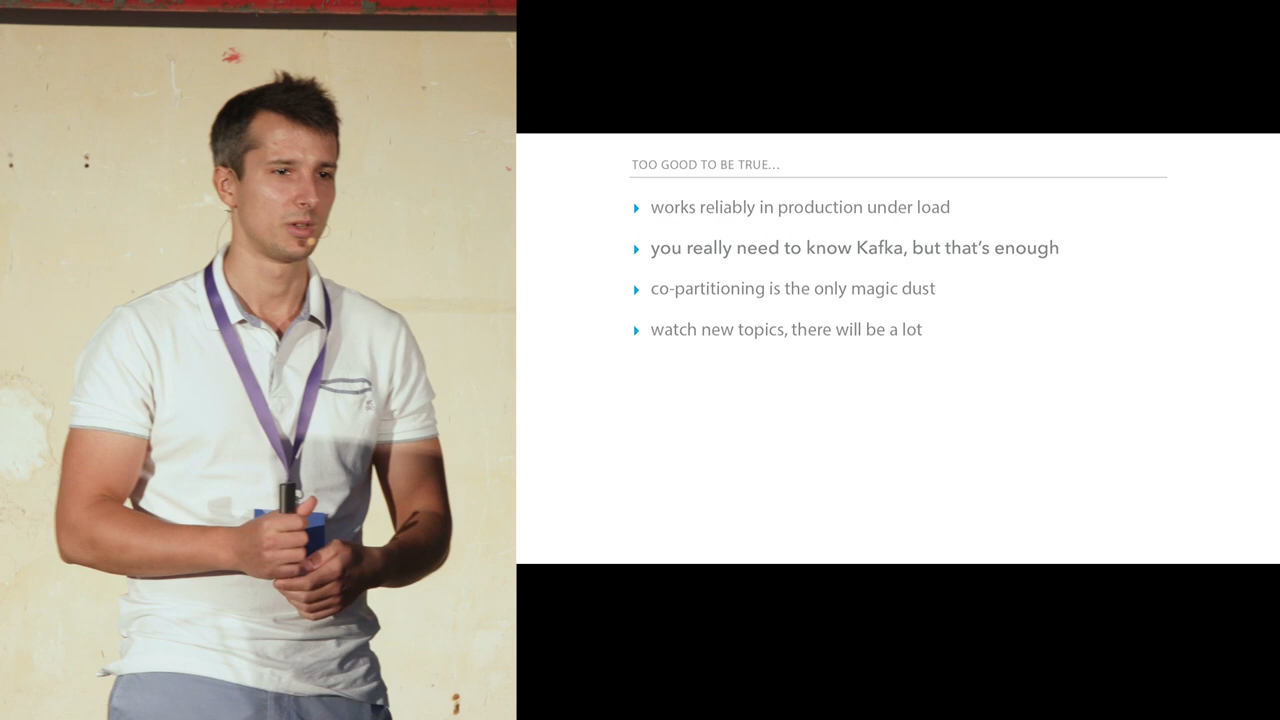 TOO GOOD TO BE TRUE...
works reliably in production under load
you really need to know Kafka, but that's enough
co-partitioning is the only magic dust
watch new topics, there will be a lot